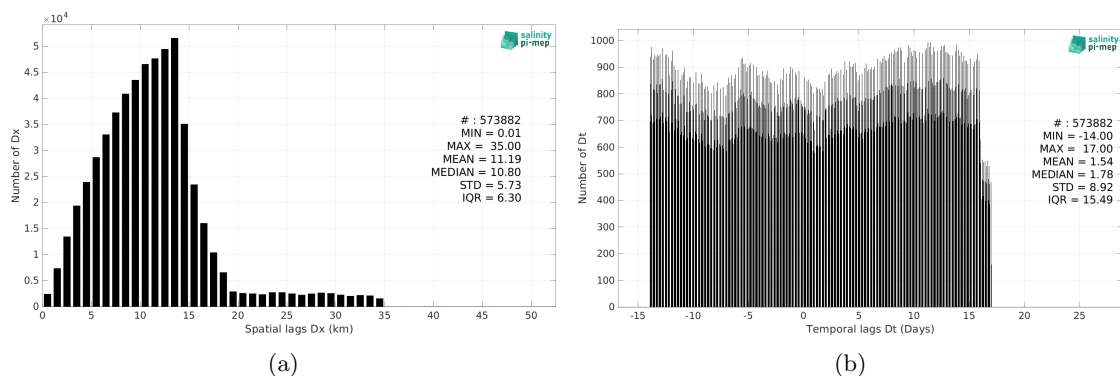 ×10⁴
5
4.5
4
3.5
3
2.5
2
1.5
1
0.5
0
Number of Dx
salinity
pi-mep
# : 573882
MIN = 0.01
MAX = 35.00
MEAN = 11.19
MEDIAN = 10.80
STD = 5.73
IQR = 6.30
0 5 10 15 20 25 30 35 40 45 50
Spatial lags Dx (km)
(a)
1000
900
800
700
600
500
400
300
200
100
0
Number of Dt
salinity
pi-mep
# : 573882
MIN = -14.00
MAX = 17.00
MEAN = 1.54
MEDIAN = 1.78
STD = 8.92
IQR = 15.49
-15 -10 -5 0 5 10 15 20 25
Temporal lags Dt (Days)
(b)